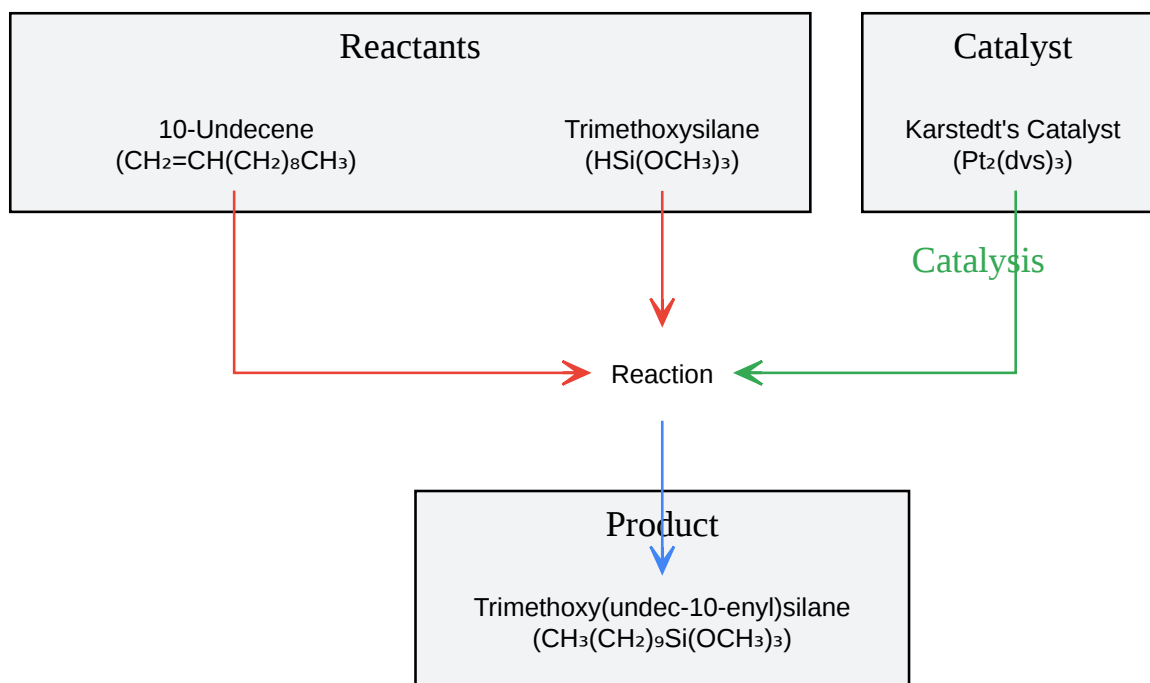 Reactants
Catalyst
10-Undecene
(CH₂=CH(CH₂)₈CH₃)
Trimethoxysilane
(HSi(OCH₃)₃)
Karstedt's Catalyst
(Pt₂(dvs)₃)
Catalysis
Reaction
Product
Trimethoxy(undec-10-enyl)silane
(CH₃(CH₂)₉Si(OCH₃)₃)